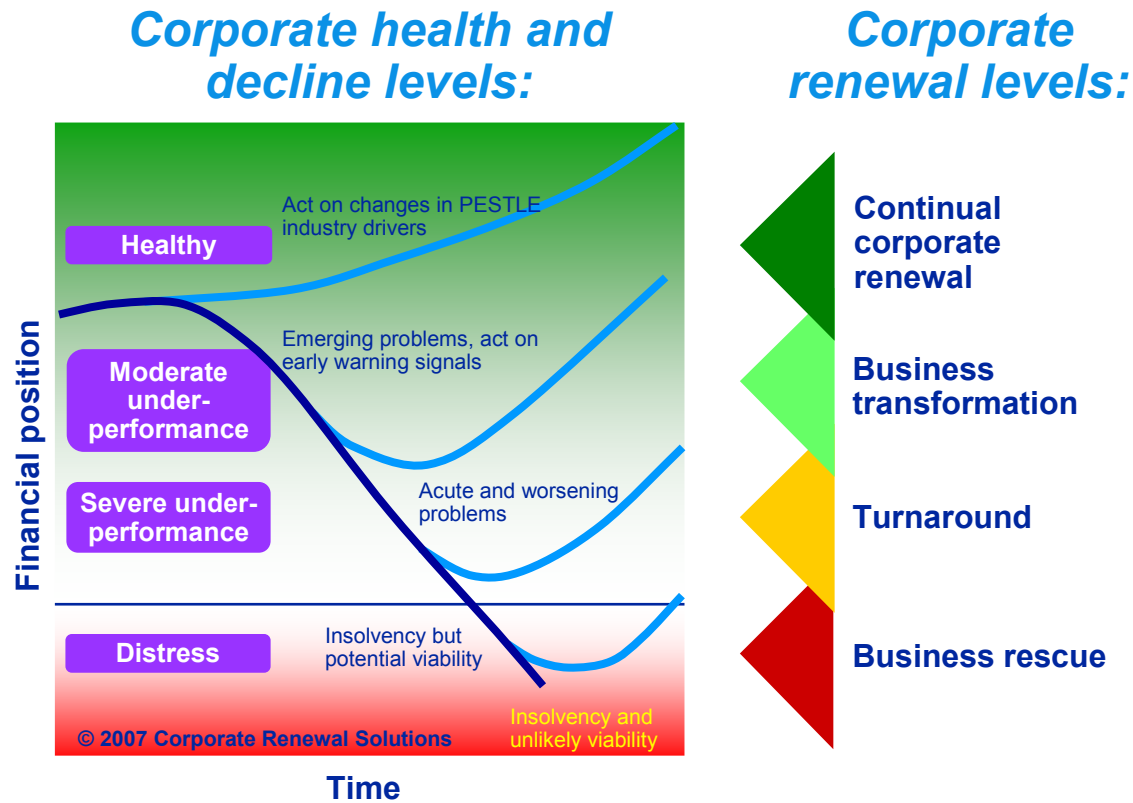 Corporate health and
decline levels:
Corporate
renewal levels:
Act on changes in PESTLE
industry drivers
Healthy
Emerging problems, act on
early warning signals
Moderate
under-
performance
Acute and worsening
problems
Severe under-
performance
Insolvency but
potential viability
Distress
Insolvency and
unlikely viability
© 2007 Corporate Renewal Solutions
Financial position
Time
Continual
corporate
renewal
Business
transformation
Turnaround
Business rescue